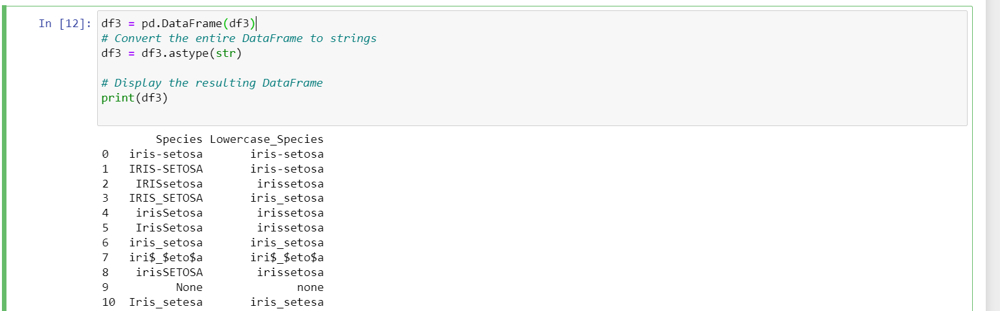 In [12]: df3 = pd.DataFrame(df3)
# Convert the entire DataFrame to strings
df3 = df3.astype(str)
# Display the resulting DataFrame
print(df3)
Species Lowercase_Species
0 iris-setosa iris-setosa
1 IRIS-SETOSA iris-setosa
2 IRISsetosa irissetosa
3 IRIS_SETOSA iris_setosa
4 irisSetosa irissetosa
5 IrisSetosa irissetosa
6 iris_setosa iris_setosa
7 iri$_$eto$a iri$_$eto$a
8 irisSETOSA irissetosa
9 None none
10 Iris_setesa iris_setesa